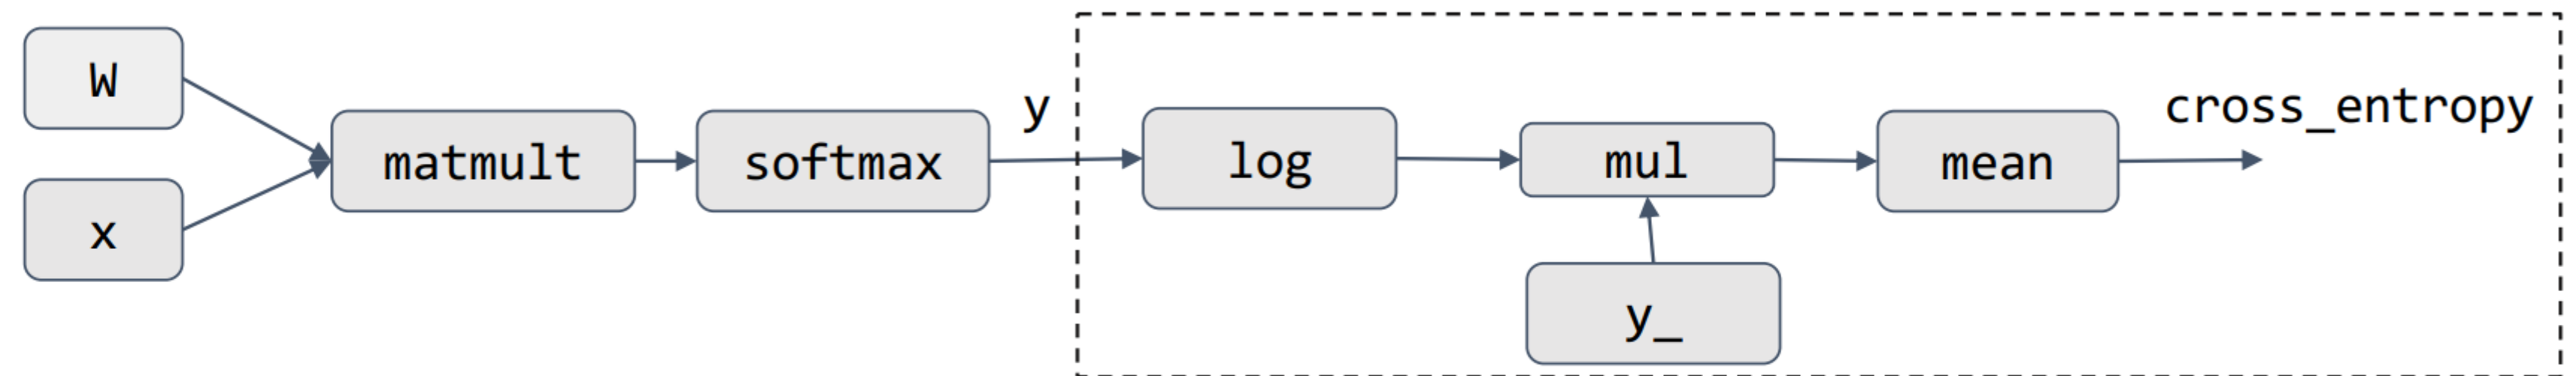 W
x
matmult
softmax
y
log
mul
y_
mean
cross_entropy